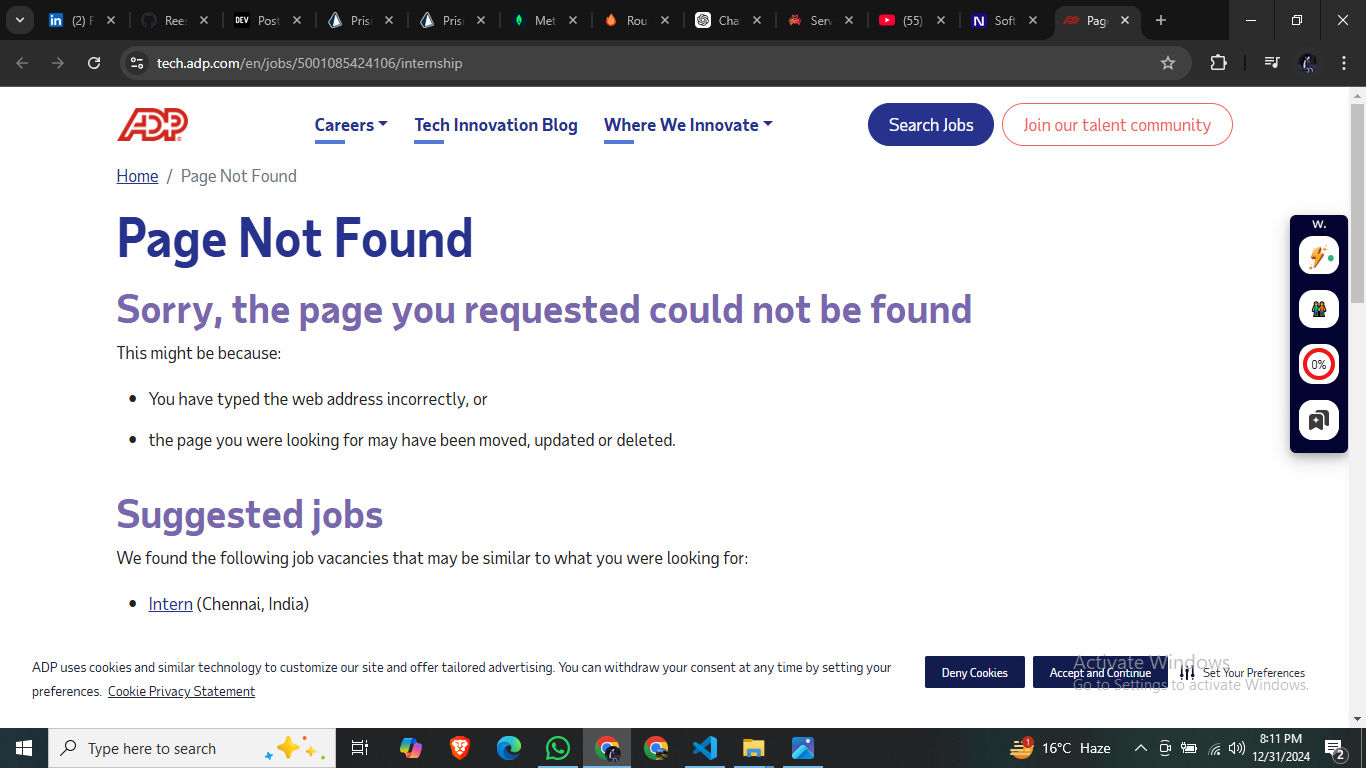 (2) F
Rees
DEV
Post
Pris
Pris
Met
Rou
Cha
Serv
(55)
N
Soft
Page
tech.adp.com/en/jobs/5001085424106/internship
ADP
Careers
Tech Innovation Blog
Where We Innovate
Search Jobs
Join our talent community
Home / Page Not Found
Page Not Found
W.
Sorry, the page you requested could not be found
This might be because:
0%
• You have typed the web address incorrectly, or
• the page you were looking for may have been moved, updated or deleted.
Suggested jobs
We found the following job vacancies that may be similar to what you were looking for:
• Intern (Chennai, India)
ADP uses cookies and similar technology to customize our site and offer tailored advertising. You can withdraw your consent at any time by setting your
preferences. Cookie Privacy Statement
Deny Cookies
Accept and Continue
Set Your Preferences
Activate Windows
Go to Settings to activate Windows.
Type here to search
1
16°C Haze
8:11 PM
12/31/2024
2